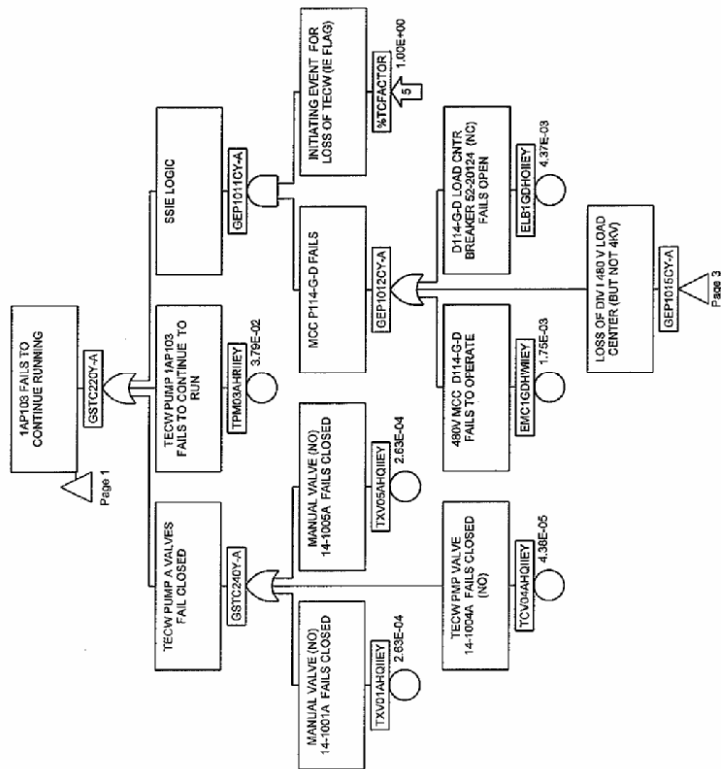 1AP103 FAILS TO
CONTINUE RUNNING
GSTC220Y-A
Page 1
TECW PUMP A VALVES
FAIL CLOSED
GSTC240Y-A
TECW PUMP 1AP103
FAILS TO CONTINUE TO
RUN
TPM03AHRIIEY
3.79E-02
SSIE LOGIC
GEP1011CY-A
MANUAL VALVE (NO)
14-1001A FAILS CLOSED
TXV01AHQIIEY
2.63E-04
MANUAL VALVE (NO)
14-1005A FAILS CLOSED
TXV05AHQIIEY
2.63E-04
MCC P114-G-D FAILS
GEP1012CY-A
INITIATING EVENT FOR
LOSS OF TECW (IE FLAG)
%TCFACTOR
5
1.00E+00
TECW PMP VALVE
14-1004A FAILS CLOSED
(NO)
TCV04AHQIIEY
4.38E-05
480V MCC D114-G-D
FAILS TO OPERATE
1.75E-03
D114-G-D LOAD CNTR
BREAKER 52-20124 (NC)
FAILS OPEN
ELB1GDHOIIEY
4.37E-03
LOSS OF DIV I 480 V LOAD
CENTER (BUT NOT 4KV)
GEP1015CY-A
Page 3